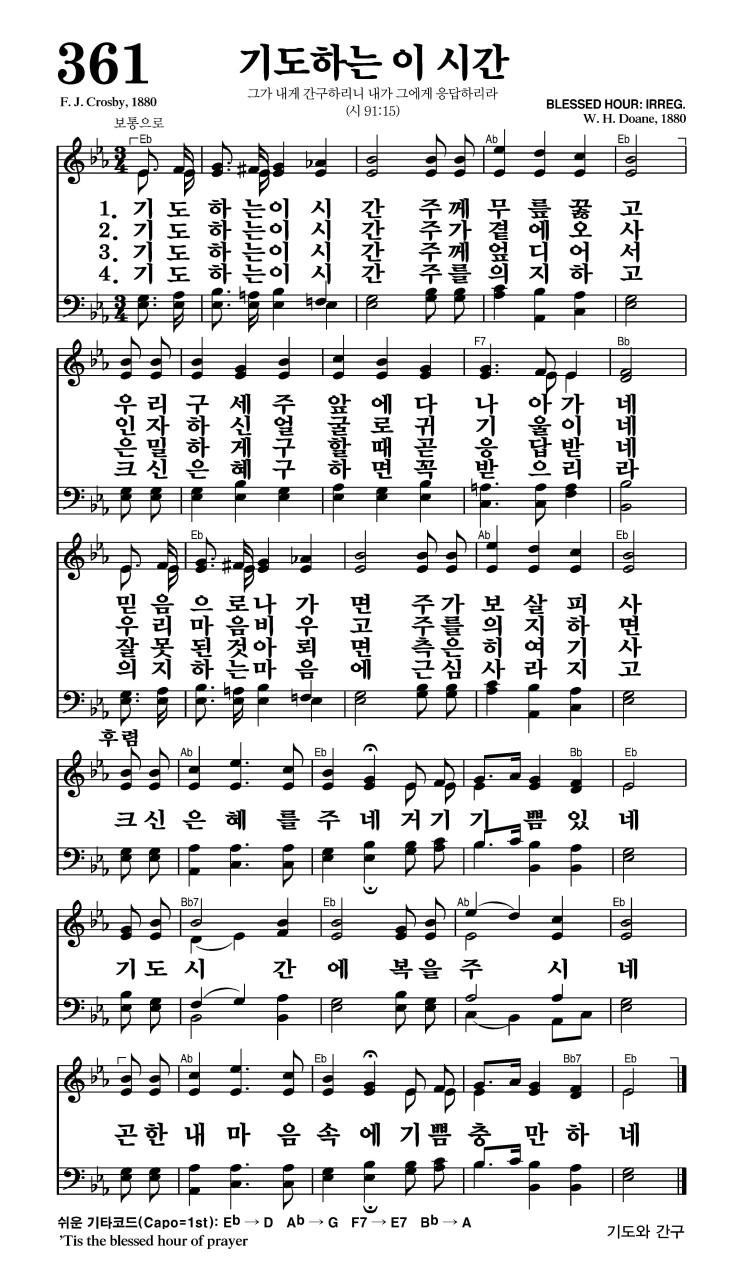 361
기도하는 이 시간
그가 내게 간구하리니 내가 그에게 응답하리라
(시 91:15)
F. J. Crosby, 1880
BLESSED HOUR: IRREG.
W. H. Doane, 1880
보통으로
Eb Ab Eb
3/4
1. 기 도 하 는 이 시 간 주 께 무 릎 꿇 고
2. 기 도 하 는 이 시 간 주 가 곁 에 오 사
3. 기 도 하 는 이 시 간 주 께 엎 디 어 서
4. 기 도 하 는 이 시 간 주 를 의 지 하 고
3/4
F7 Bb
우 리 구 세 주 앞 에 다 나 아 가 네
인 자 하 신 얼 굴 로 귀 기 울 이 네
은 밀 하 게 구 할 때 곧 응 답 받 네
크 신 은 혜 구 하 면 꼭 받 으 리 라
Eb Ab Eb
믿 음 으 로 나 가 면 주 가 보 살 피 사
우 리 마 음 비 우 고 주 를 의 지 하 면
잘 못 된 것 아 뢰 면 측 은 히 여 기 사
의 지 하 는 마 음 에 근 심 사 라 지 고
후렴
Ab Eb Bb Eb
크 신 은 혜 를 주 네 거 기 기 쁨 있 네
Bb7 Eb Ab Eb
기 도 시 간 에 복 을 주 시 네
Ab Eb Bb7 Eb
곤 한 내 마 음 속 에 기 쁨 충 만 하 네
쉬운 기타코드(Capo=1st): Eb → D Ab → G F7 → E7 Bb → A
’Tis the blessed hour of prayer
기도와 간구